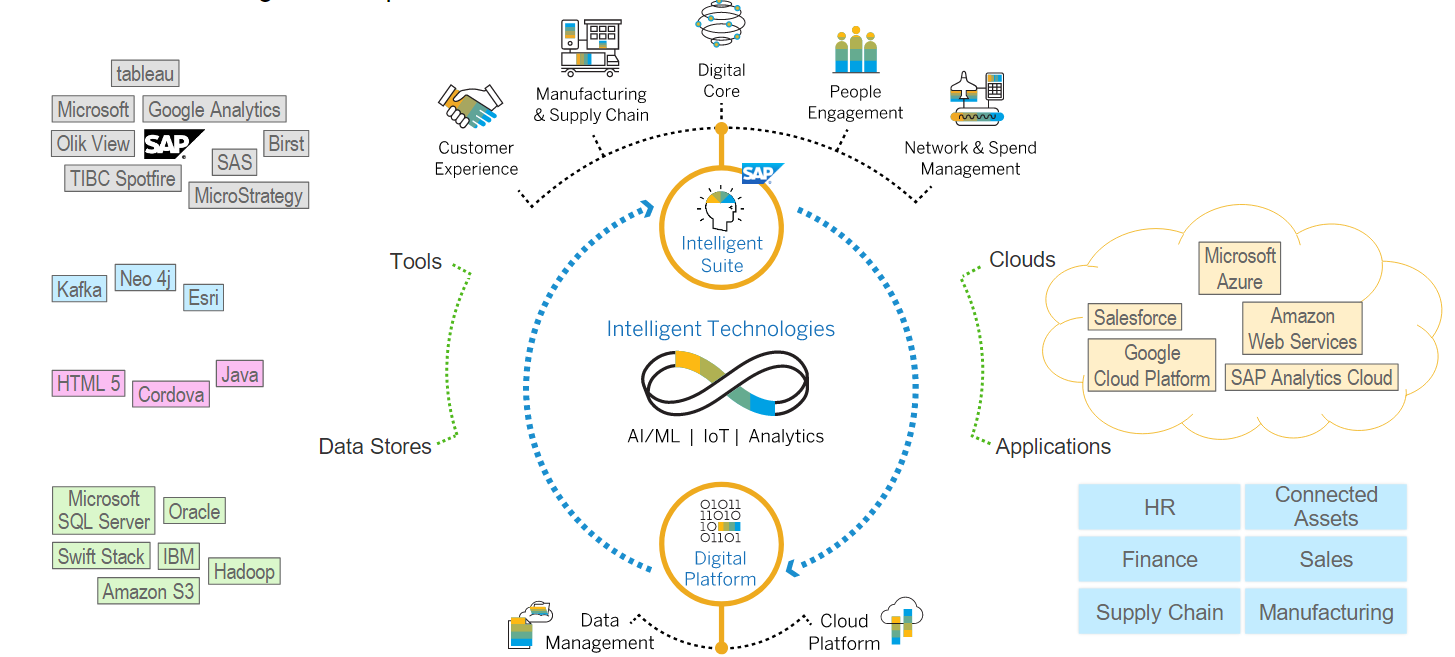 tableau
Microsoft
Google Analytics
Olik View
SAP
Birst
SAS
TIBC Spotfire
MicroStrategy
Kafka
Neo 4j
Esri
HTML 5
Cordova
Java
Microsoft
SQL Server
Oracle
Swift Stack
IBM
Hadoop
Amazon S3
Tools
Data Stores
Customer
Experience
Manufacturing
& Supply Chain
Digital
Core
People
Engagement
Network & Spend
Management
SAP
Intelligent
Suite
Intelligent Technologies
AI/ML | IoT | Analytics
01011
11010
10
01101
Digital
Platform
Data
Management
Cloud
Platform
Clouds
Applications
Microsoft
Azure
Salesforce
Amazon
Web Services
Google
Cloud Platform
SAP Analytics Cloud
HR
Connected
Assets
Finance
Sales
Supply Chain
Manufacturing